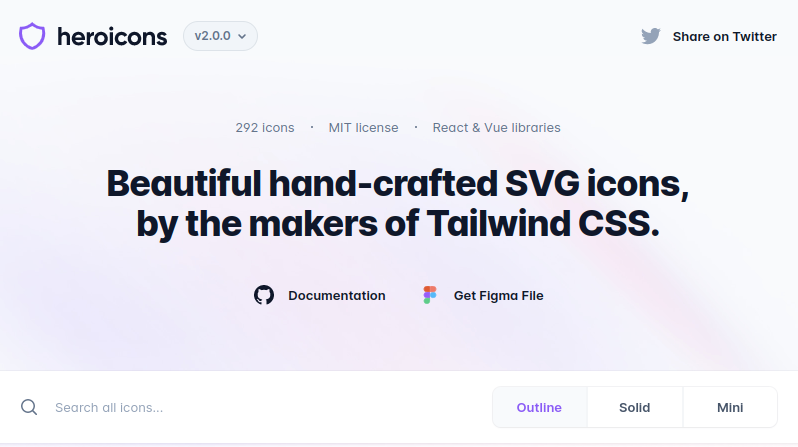 heroicons
v2.0.0
Share on Twitter
292 icons · MIT license · React & Vue libraries
Beautiful hand-crafted SVG icons,
by the makers of Tailwind CSS.
Documentation
Get Figma File
Search all icons...
Outline
Solid
Mini